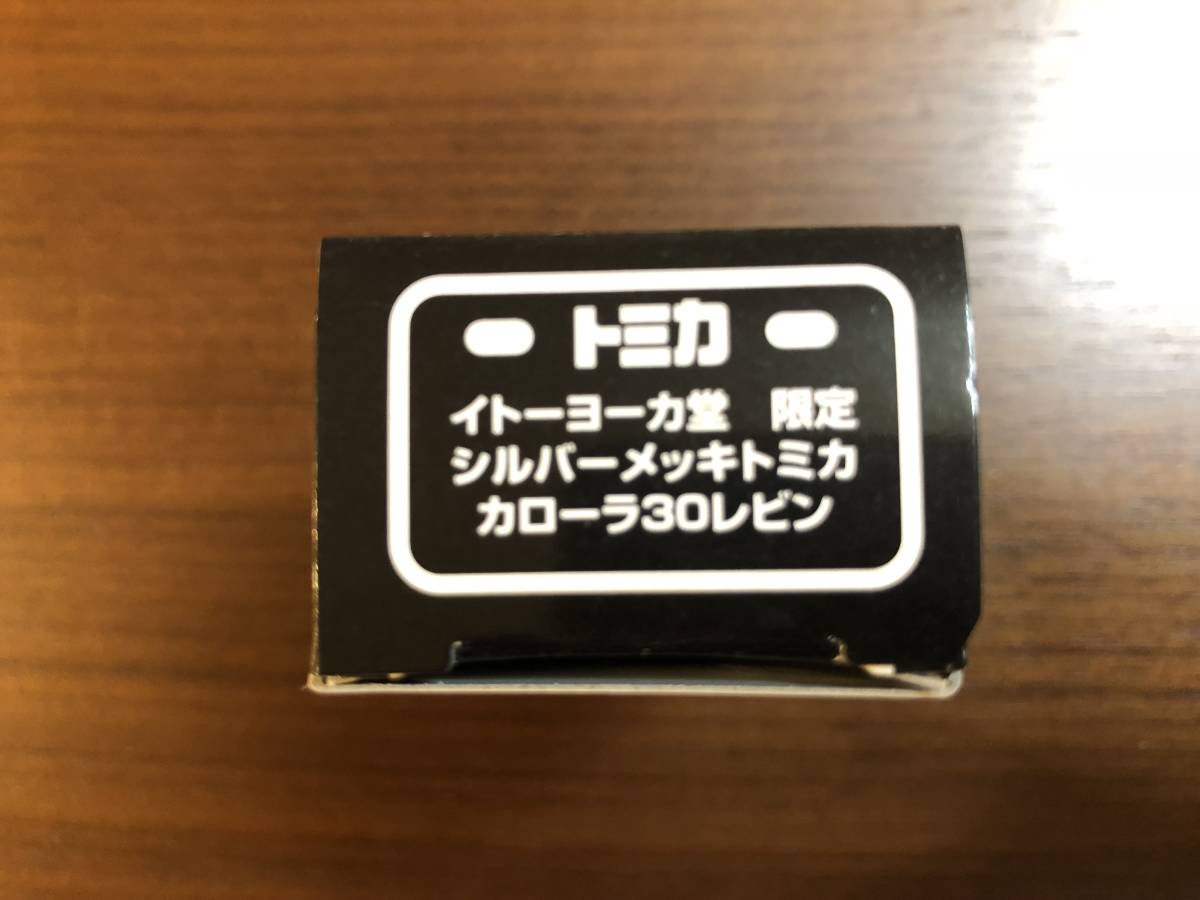 トミカ
イトーヨーカ堂　限定
シルバーメッキトミカ
カローラ30レビン